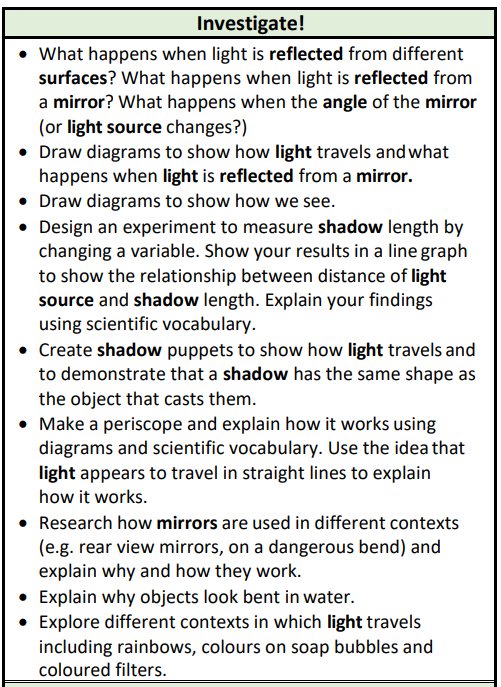 Investigate!
• What happens when light is reflected from different
surfaces? What happens when light is reflected from
a mirror? What happens when the angle of the mirror
(or light source changes?)
• Draw diagrams to show how light travels and what
happens when light is reflected from a mirror.
• Draw diagrams to show how we see.
• Design an experiment to measure shadow length by
changing a variable. Show your results in a line graph
to show the relationship between distance of light
source and shadow length. Explain your findings
using scientific vocabulary.
• Create shadow puppets to show how light travels and
to demonstrate that a shadow has the same shape as
the object that casts them.
• Make a periscope and explain how it works using
diagrams and scientific vocabulary. Use the idea that
light appears to travel in straight lines to explain
how it works.
• Research how mirrors are used in different contexts
(e.g. rear view mirrors, on a dangerous bend) and
explain why and how they work.
• Explain why objects look bent in water.
• Explore different contexts in which light travels
including rainbows, colours on soap bubbles and
coloured filters.